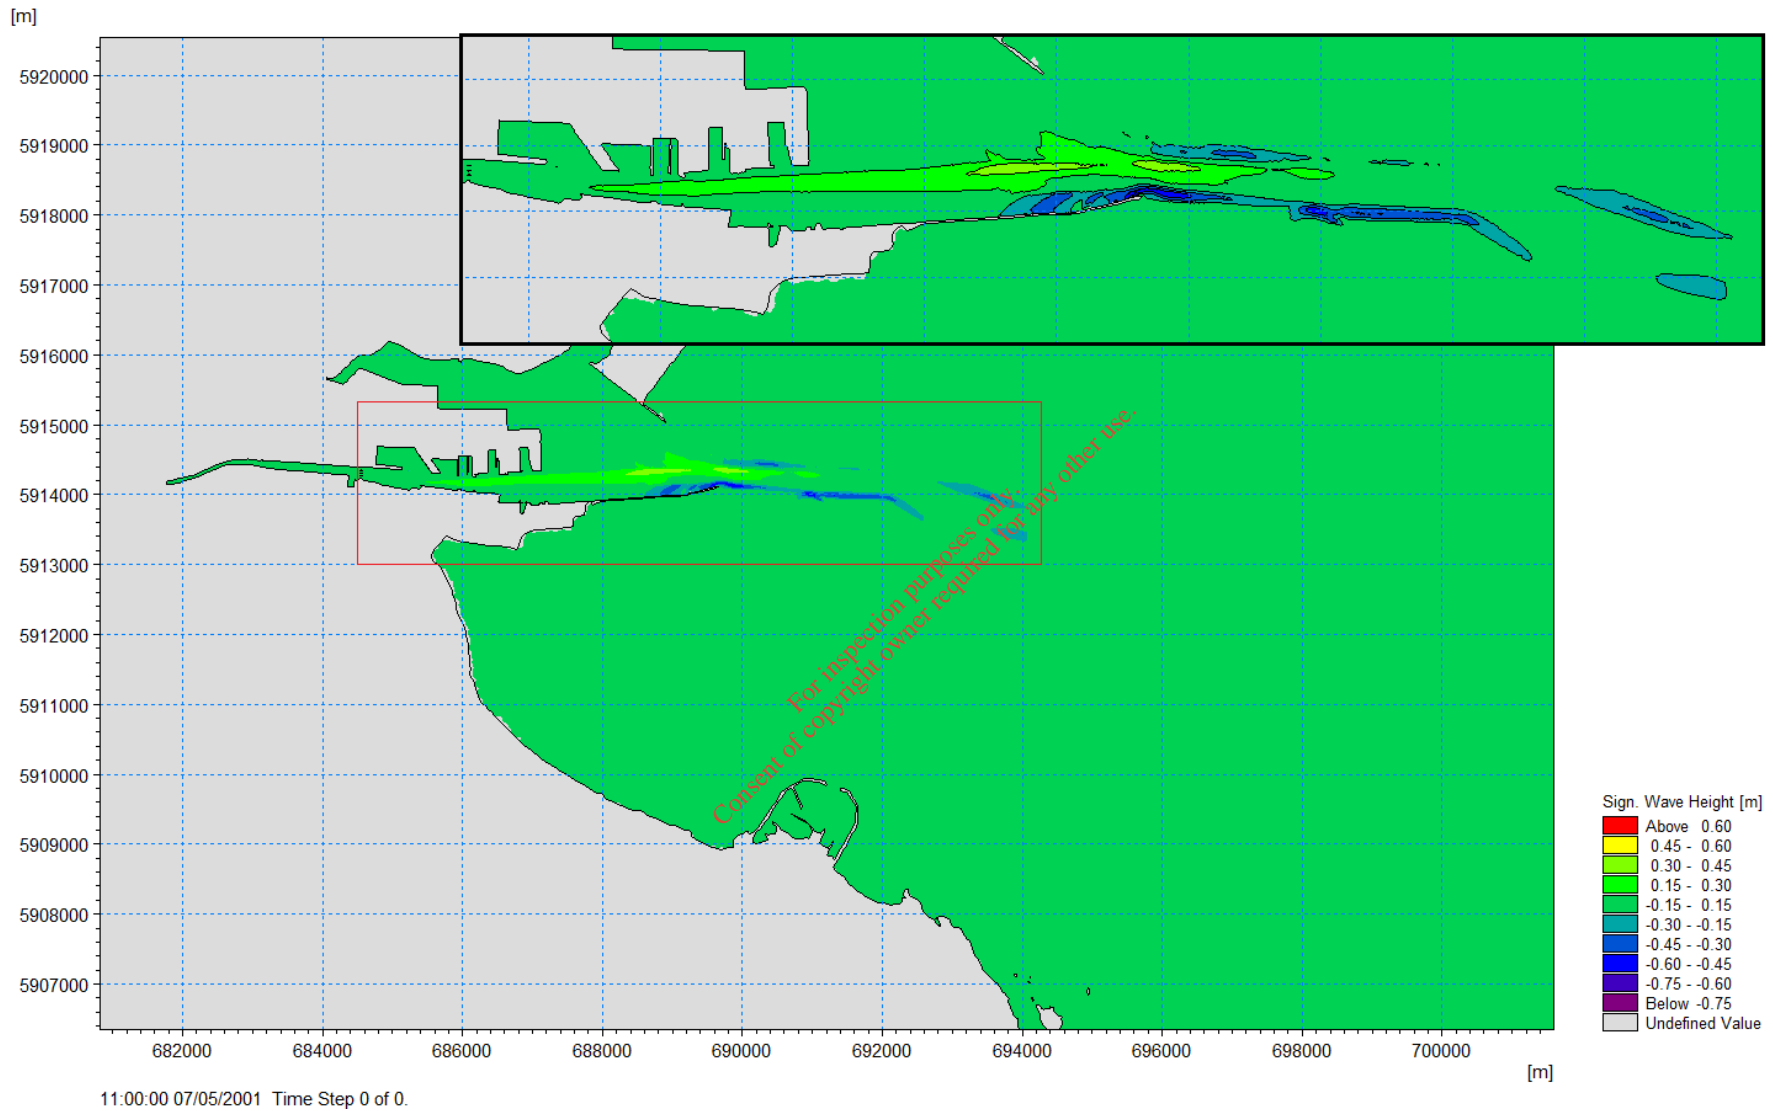 [m]
5920000
5919000
5918000
5917000
5916000
5915000
5914000
5913000
5912000
5911000
5910000
5909000
5908000
5907000
For inspection purposes only.
Consent of copyright owner required for any other use.
Sign. Wave Height [m]
Above 0.60
0.45 - 0.60
0.30 - 0.45
0.15 - 0.30
-0.15 - 0.15
-0.30 - -0.15
-0.45 - -0.30
-0.60 - -0.45
-0.75 - -0.60
Below -0.75
Undefined Value
682000 684000 686000 688000 690000 692000 694000 696000 698000 700000
[m]
11:00:00 07/05/2001 Time Step 0 of 0.